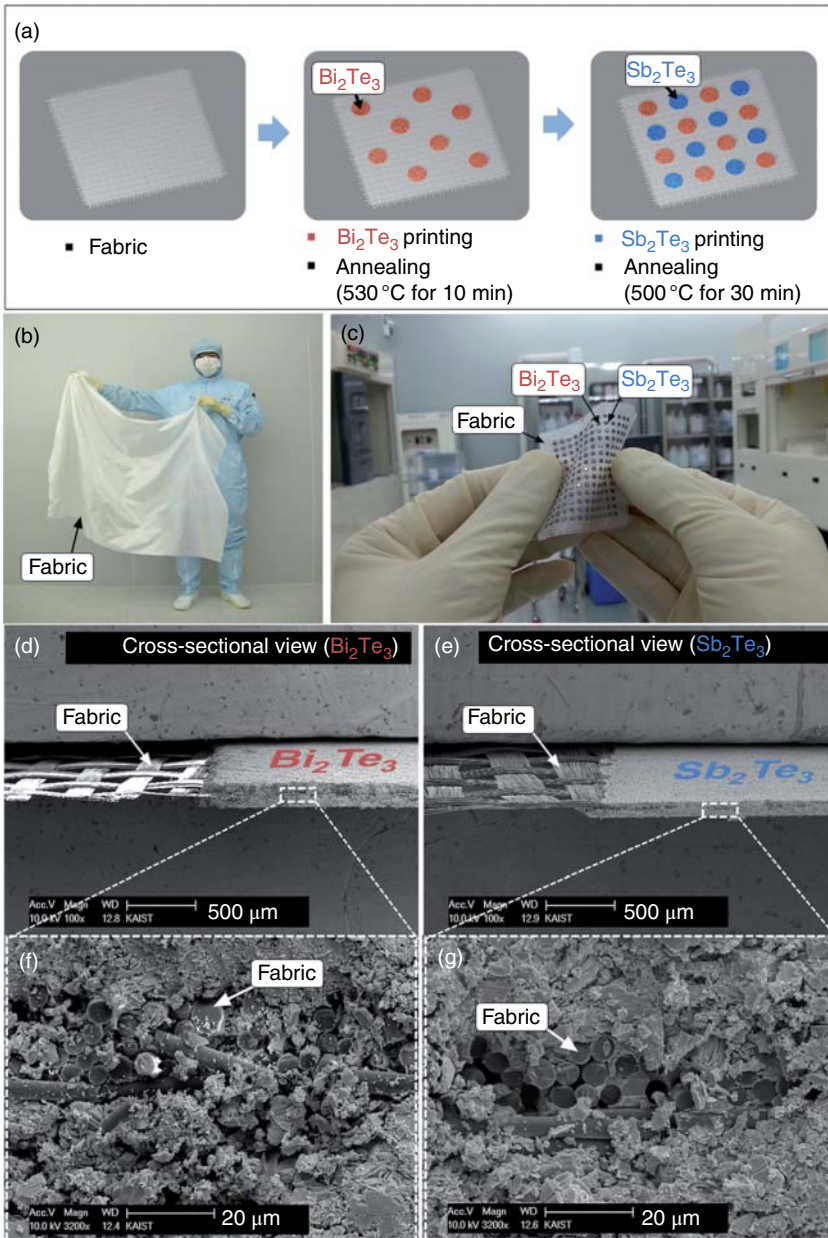 (a)
Bi₂Te₃
Sb₂Te₃
▪ Fabric
▪ Bi₂Te₃ printing
▪ Annealing
(530 °C for 10 min)
▪ Sb₂Te₃ printing
▪ Annealing
(500 °C for 30 min)
(b)
Fabric
(c)
Bi₂Te₃
Sb₂Te₃
Fabric
(d)
Cross-sectional view (Bi₂Te₃)
Fabric
Bi₂Te₃
Acc.V Magn WD
10.0 kV 100x 12.8 KAIST
500 μm
(e)
Cross-sectional view (Sb₂Te₃)
Fabric
Sb₂Te₃
Acc.V Magn WD
10.0 kV 100x 12.9 KAIST
500 μm
(f)
Fabric
Acc.V Magn WD
10.0 kV 3200x 12.4 KAIST
20 μm
(g)
Fabric
Acc.V Magn WD
10.0 kV 3200x 12.6 KAIST
20 μm